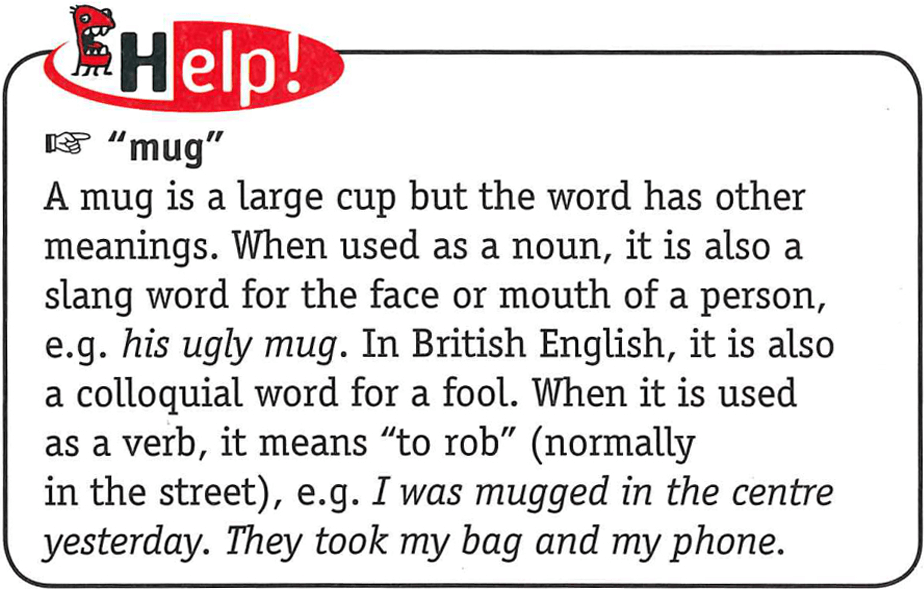 Help!
☞ “mug”
A mug is a large cup but the word has other
meanings. When used as a noun, it is also a
slang word for the face or mouth of a person,
e.g. his ugly mug. In British English, it is also
a colloquial word for a fool. When it is used
as a verb, it means “to rob” (normally
in the street), e.g. I was mugged in the centre
yesterday. They took my bag and my phone.